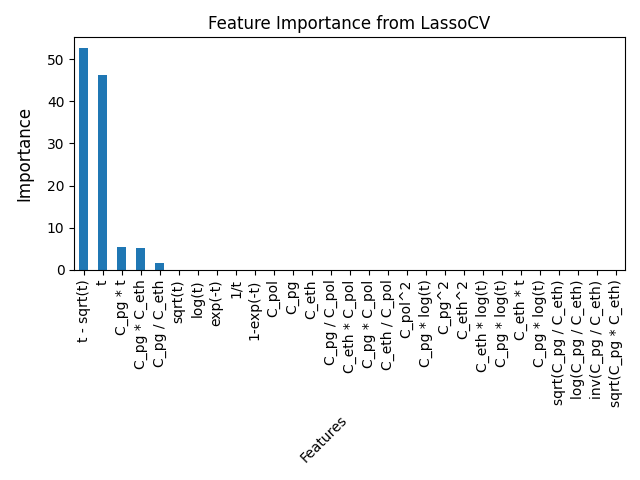 Feature Importance from LassoCV
Importance
50
40
30
20
10
0
t - sqrt(t)
t
C_pg * t
C_pg * C_eth
C_pg / C_eth
sqrt(t)
log(t)
exp(-t)
1/t
1-exp(-t)
C_pol
C_pg
C_eth
C_pg / C_pol
C_eth * C_pol
C_pg * C_pol
C_eth / C_pol
C_pol^2
C_pg * log(t)
C_pg^2
C_eth^2
C_eth * log(t)
C_pg * log(t)
C_eth * t
C_pg * log(t)
sqrt(C_pg / C_eth)
log(C_pg / C_eth)
inv(C_pg / C_eth)
sqrt(C_pg * C_eth)
Features